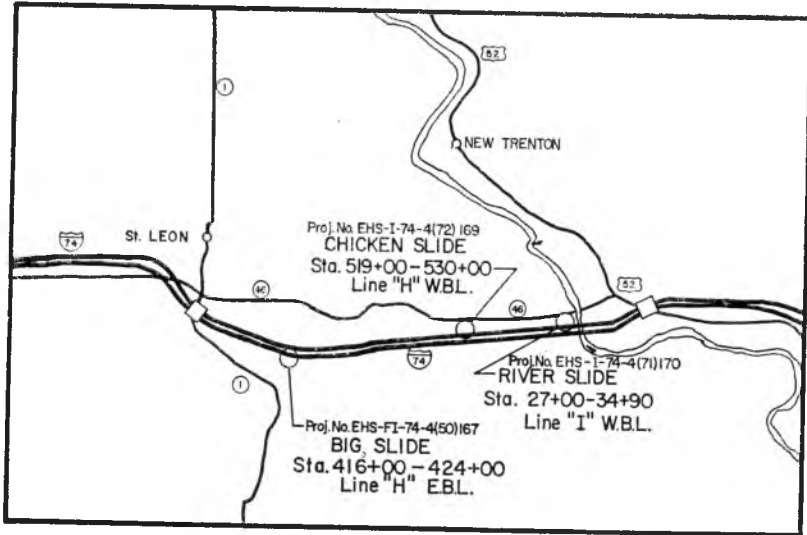 52
1
NEW TRENTON
St. LEON
74
Proj. No. EHS-I-74-4(72) 169
CHICKEN SLIDE
Sta. 519+00-530+00
Line "H" W.B.L.
52
46
46
74
Proj. No. EHS-I-74-4(71)170
RIVER SLIDE
Sta. 27+00-34+90
Line "I" W.B.L.
1
Proj. No. EHS-FI-74-4(50)167
BIG SLIDE
Sta. 416+00-424+00
Line "H" E.B.L.